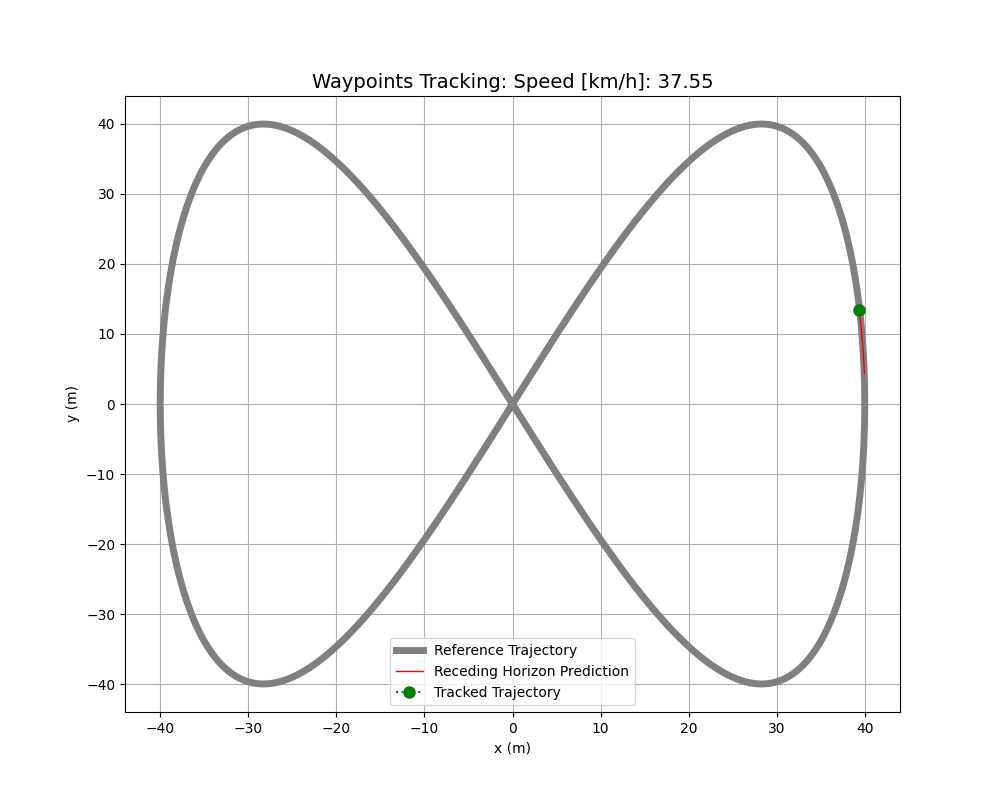 Waypoints Tracking: Speed [km/h]: 37.55
40
30
20
10
0
−10
−20
−30
−40
y (m)
−40 −30 −20 −10 0 10 20 30 40
x (m)
Reference Trajectory
Receding Horizon Prediction
Tracked Trajectory